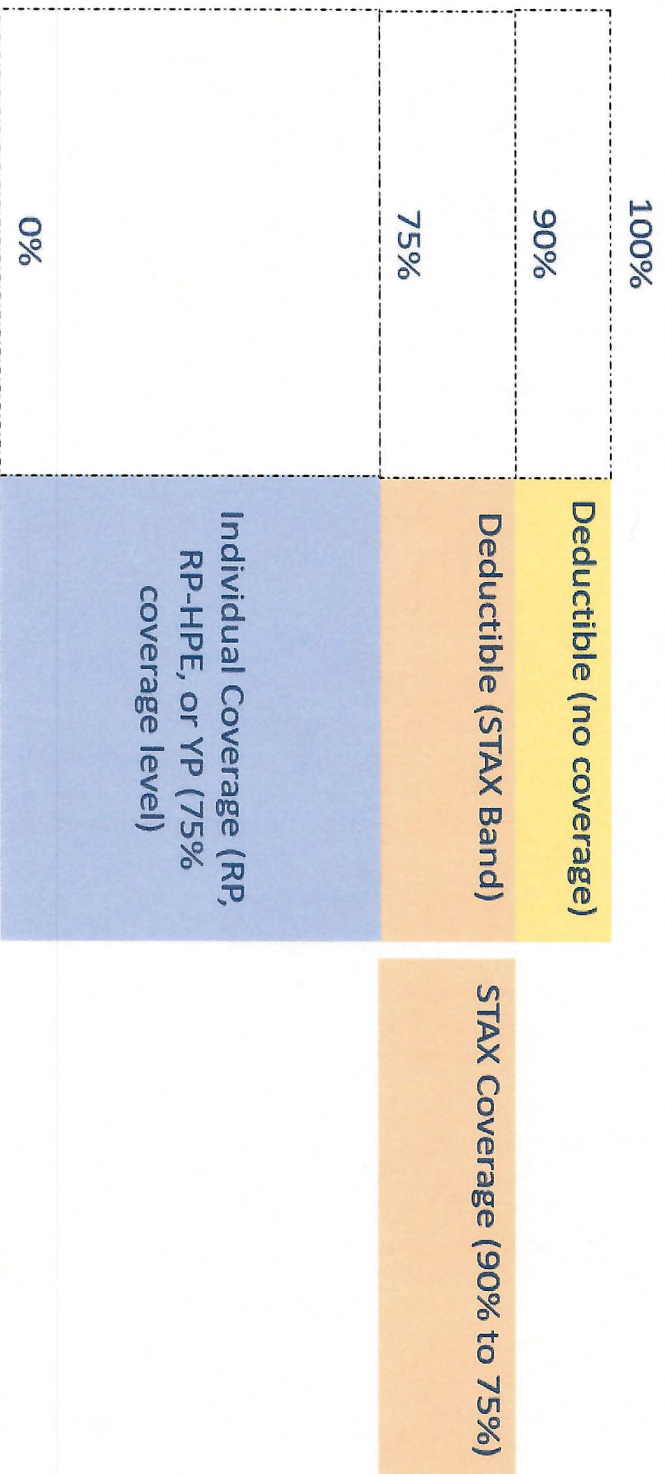 100%
Deductible (no coverage)
90%
Deductible (STAX Band)
STAX Coverage (90% to 75%)
75%
Individual Coverage (RP,
RP-HPE, or YP (75%
coverage level)
0%